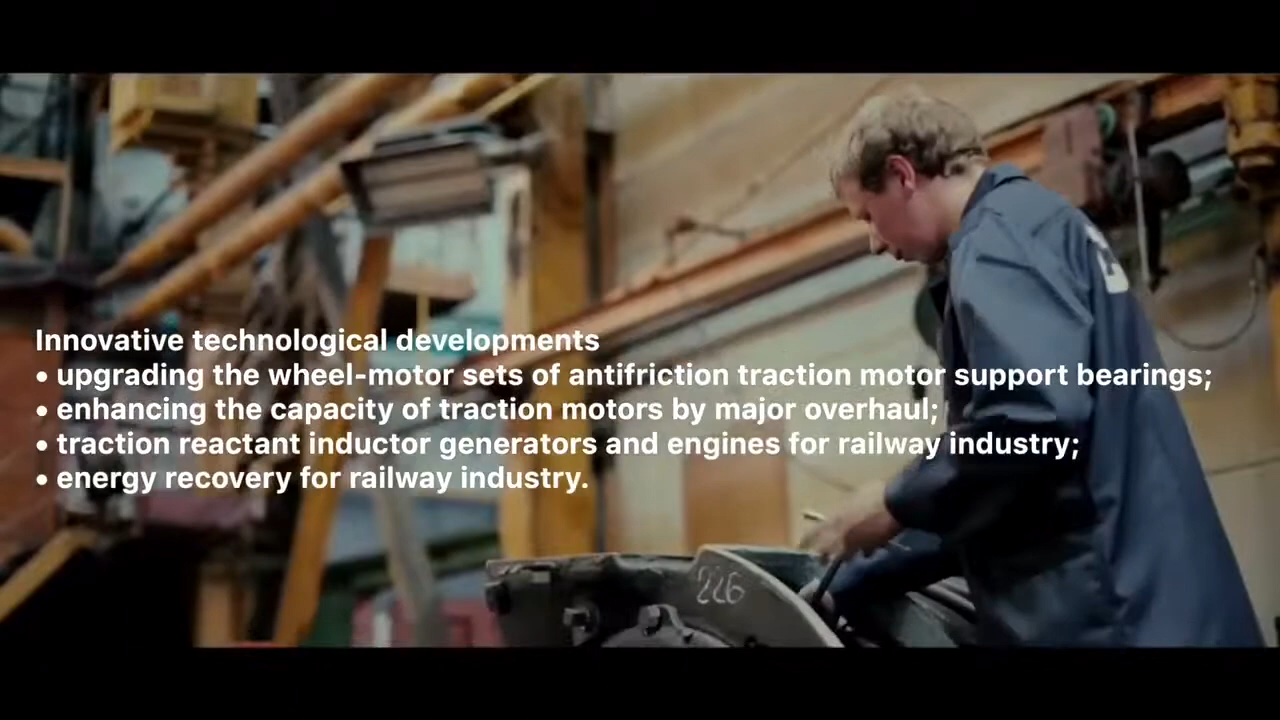 Innovative technological developments
• upgrading the wheel-motor sets of antifriction traction motor support bearings;
• enhancing the capacity of traction motors by major overhaul;
• traction reactant inductor generators and engines for railway industry;
• energy recovery for railway industry.
226